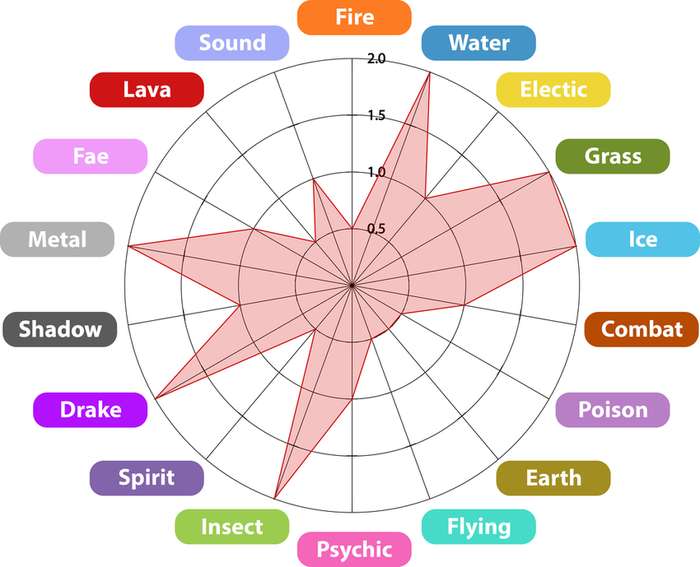 Fire
Sound
Water
2.0
Lava
Electic
1.5
Fae
Grass
1.0
0.5
Metal
Ice
Shadow
Combat
Drake
Poison
Spirit
Earth
Insect
Flying
Psychic